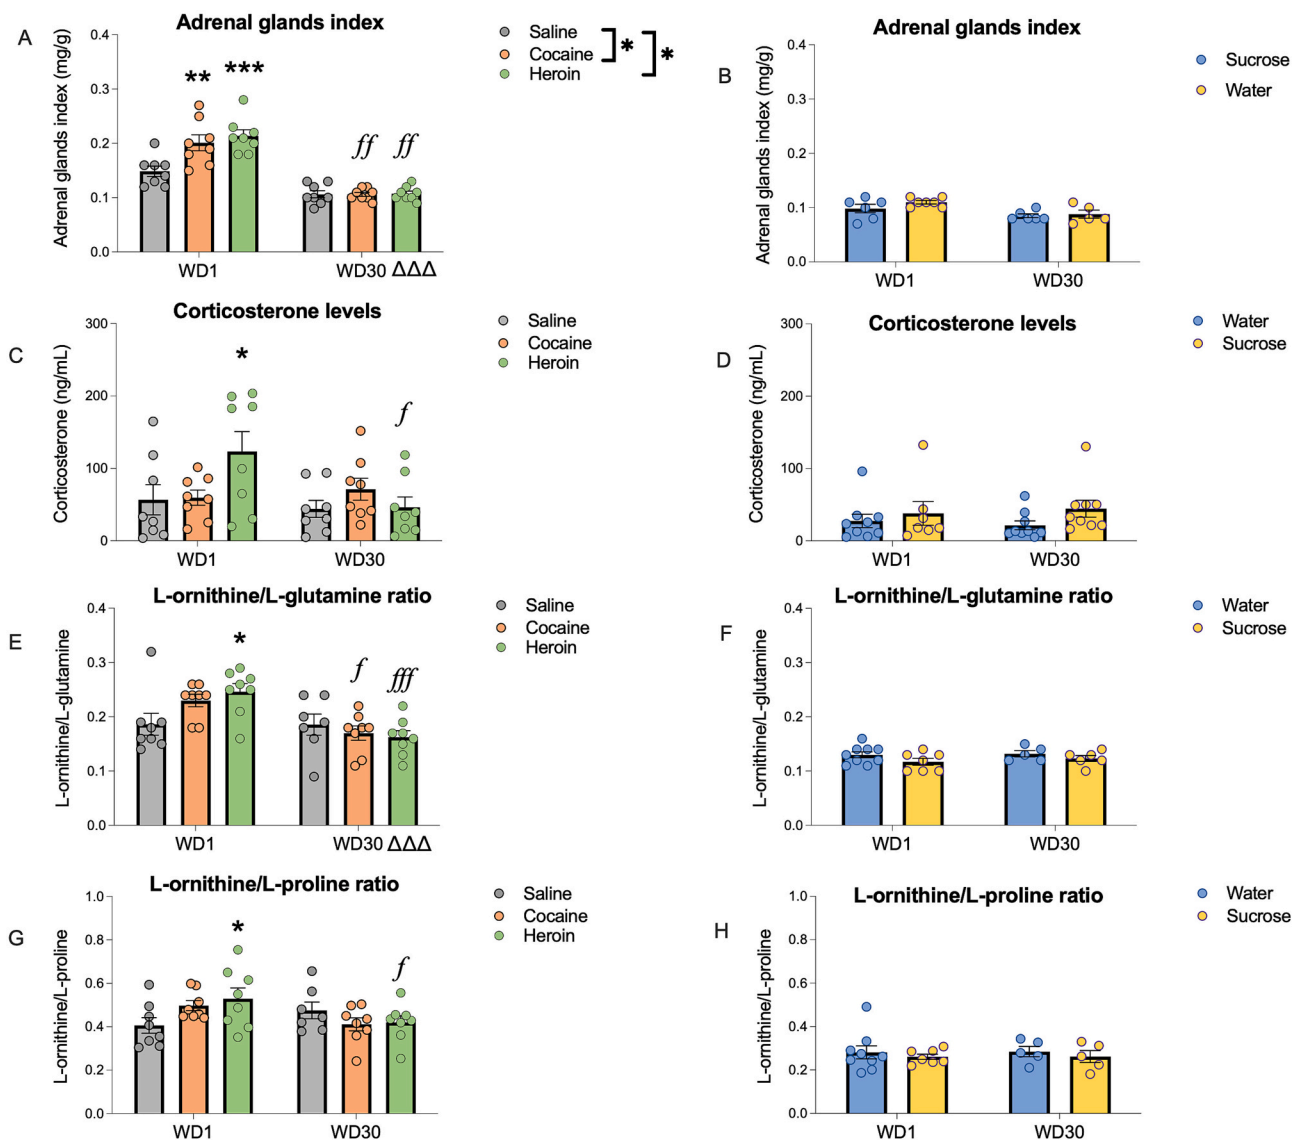 A
Adrenal glands index
Adrenal glands index (mg/g)
0.4
0.3
0.2
0.1
0.0
** ***
ff ff
WD1 WD30 ΔΔΔ
Saline
Cocaine
Heroin
* *
B
Adrenal glands index
Adrenal glands index (mg/g)
0.4
0.3
0.2
0.1
0.0
WD1 WD30
Sucrose
Water
C
Corticosterone levels
Corticosterone (ng/mL)
300
200
100
0
*
f
WD1 WD30
Saline
Cocaine
Heroin
D
Corticosterone levels
Corticosterone (ng/mL)
300
200
100
0
WD1 WD30
Water
Sucrose
E
L-ornithine/L-glutamine ratio
L-ornithine/L-glutamine
0.4
0.3
0.2
0.1
0.0
*
f fff
WD1 WD30 ΔΔΔ
Saline
Cocaine
Heroin
F
L-ornithine/L-glutamine ratio
L-ornithine/L-glutamine
0.4
0.3
0.2
0.1
0.0
WD1 WD30
Water
Sucrose
G
L-ornithine/L-proline ratio
L-ornithine/L-proline
1.0
0.8
0.6
0.4
0.2
0.0
*
f
WD1 WD30
Saline
Cocaine
Heroin
H
L-ornithine/L-proline ratio
L-ornithine/L-proline
1.0
0.8
0.6
0.4
0.2
0.0
WD1 WD30
Water
Sucrose